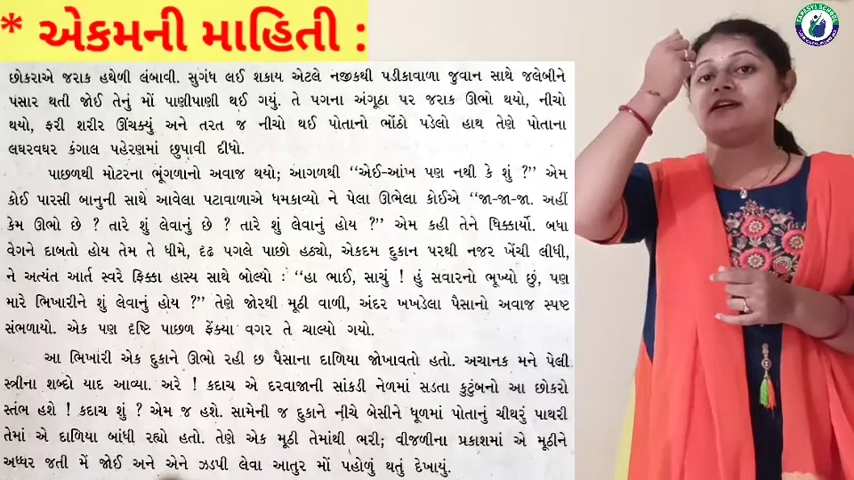 * એકમની માહિતી :
છોકરાએ જરાક હથેળી લંબાવી. સુગંધ લઈ શકાય એટલે નજીકથી પડીકાવાળા જુવાન સાથે જલેબીને
પસાર થતી જોઈ તેનું મોં પાણીપાણી થઈ ગયું. તે પગના અંગૂઠા પર જરાક ઊભો થયો, નીચો
થયો, ફરી શરીર ઊંચક્યું અને તરત જ નીચો થઈ પોતાનો ભોંઠો પડેલો હાથ તેણે પોતાના
લઘરવઘર કંગાલ પહેરણમાં છુપાવી દીધો.
પાછળથી મોટરના ભૂંગળાનો અવાજ થયો; આગળથી “એઈ-આંખ પણ નથી કે શું ?” એમ
કોઈ પારસી બાનુની સાથે આવેલા પટાવાળાએ ધમકાવ્યો ને પેલા ઊભેલા કોઈએ “જા-જા-જા. અહીં
કેમ ઊભો છે ? તારે શું લેવાનું છે ? તારે શું લેવાનું હોય ?” એમ કહી તેને ધિક્કાર્યો. બધા
વેગને દાબતો હોય તેમ તે ધીમે, દૃઢ પગલે પાછો હઠ્યો, એકદમ દુકાન પરથી નજર ખેંચી લીધી,
ને અત્યંત આર્ત સ્વરે ફિક્કા હાસ્ય સાથે બોલ્યો : “હા ભાઈ, સાચું ! હું સવારનો ભૂખ્યો છું, પણ
મારે ભિખારીને શું લેવાનું હોય ?” તેણે જોરથી મૂઠી વાળી, અંદર ખખડેલા પૈસાનો અવાજ સ્પષ્ટ
સંભળાયો. એક પણ દૃષ્ટિ પાછળ ફેંક્યા વગર તે ચાલ્યો ગયો.
આ ભિખારી એક દુકાને ઊભો રહી છ પૈસાના દાળિયા જોખાવતો હતો. અચાનક મને પેલી
સ્ત્રીના શબ્દો યાદ આવ્યા. અરે ! કદાચ એ દરવાજાની સાંકડી નેળમાં સડતા કુટુંબનો આ છોકરો
સ્તંભ હશે ! કદાચ શું ? એમ જ હશે. સામેની જ દુકાને નીચે બેસીને ધૂળમાં પોતાનું ચીથરું પાથરી
તેમાં એ દાળિયા બાંધી રહ્યો હતો. તેણે એક મૂઠી તેમાંથી ભરી; વીજળીના પ્રકાશમાં એ મૂઠીને
અધ્ધર જતી મેં જોઈ અને એને ઝડપી લેવા આતુર મોં પહોળું થતું દેખાયું.